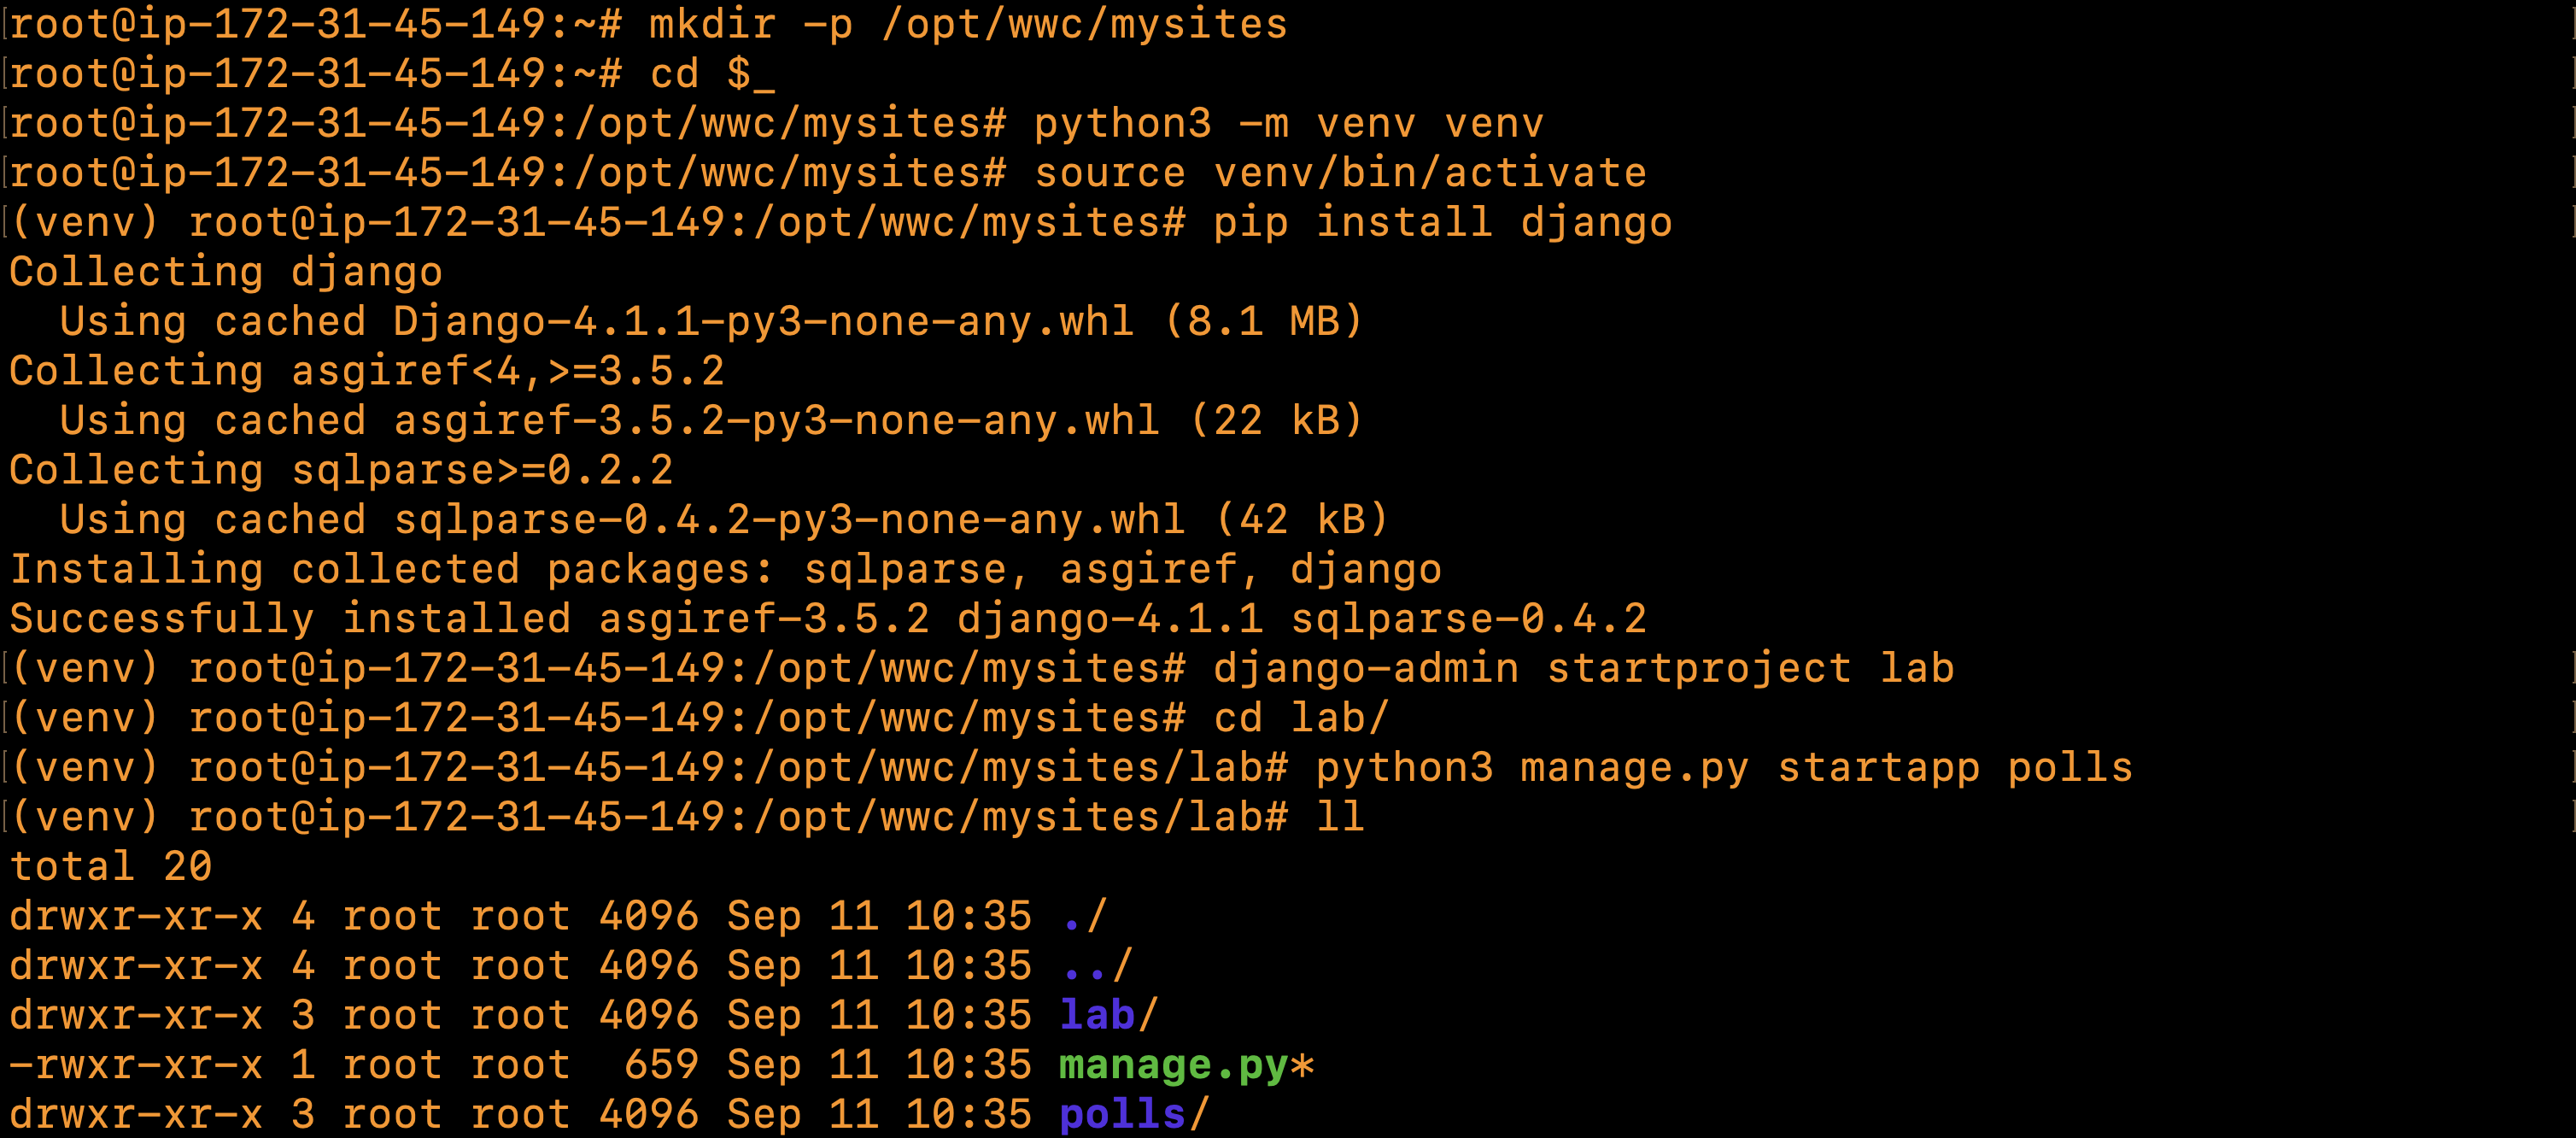 root@ip-172-31-45-149:~# mkdir -p /opt/wwc/mysites
root@ip-172-31-45-149:~# cd $_
root@ip-172-31-45-149:/opt/wwc/mysites# python3 -m venv venv
root@ip-172-31-45-149:/opt/wwc/mysites# source venv/bin/activate
(venv) root@ip-172-31-45-149:/opt/wwc/mysites# pip install django
Collecting django
  Using cached Django-4.1.1-py3-none-any.whl (8.1 MB)
Collecting asgiref<4,>=3.5.2
  Using cached asgiref-3.5.2-py3-none-any.whl (22 kB)
Collecting sqlparse>=0.2.2
  Using cached sqlparse-0.4.2-py3-none-any.whl (42 kB)
Installing collected packages: sqlparse, asgiref, django
Successfully installed asgiref-3.5.2 django-4.1.1 sqlparse-0.4.2
(venv) root@ip-172-31-45-149:/opt/wwc/mysites# django-admin startproject lab
(venv) root@ip-172-31-45-149:/opt/wwc/mysites# cd lab/
(venv) root@ip-172-31-45-149:/opt/wwc/mysites/lab# python3 manage.py startapp polls
(venv) root@ip-172-31-45-149:/opt/wwc/mysites/lab# ll
total 20
drwxr-xr-x 4 root root 4096 Sep 11 10:35 ./
drwxr-xr-x 4 root root 4096 Sep 11 10:35 ../
drwxr-xr-x 3 root root 4096 Sep 11 10:35 lab/
-rwxr-xr-x 1 root root  659 Sep 11 10:35 manage.py*
drwxr-xr-x 3 root root 4096 Sep 11 10:35 polls/